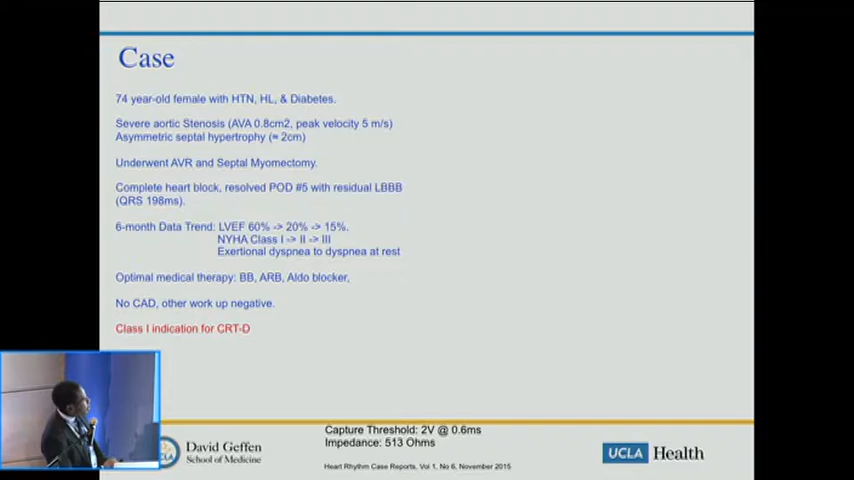 Case
74 year-old female with HTN, HL, & Diabetes.
Severe aortic Stenosis (AVA 0.8cm2, peak velocity 5 m/s)
Asymmetric septal hypertrophy (≈ 2cm)
Underwent AVR and Septal Myomectomy.
Complete heart block, resolved POD #5 with residual LBBB
(QRS 198ms).
6-month Data Trend: LVEF 60% -> 20% -> 15%.
NYHA Class I -> II -> III
Exertional dyspnea to dyspnea at rest
Optimal medical therapy: BB, ARB, Aldo blocker,
No CAD, other work up negative.
Class I indication for CRT-D
Capture Threshold: 2V @ 0.6ms
Impedance: 513 Ohms
Heart Rhythm Case Reports, Vol 1, No 6, November 2015
David Geffen
School of Medicine
UCLA Health